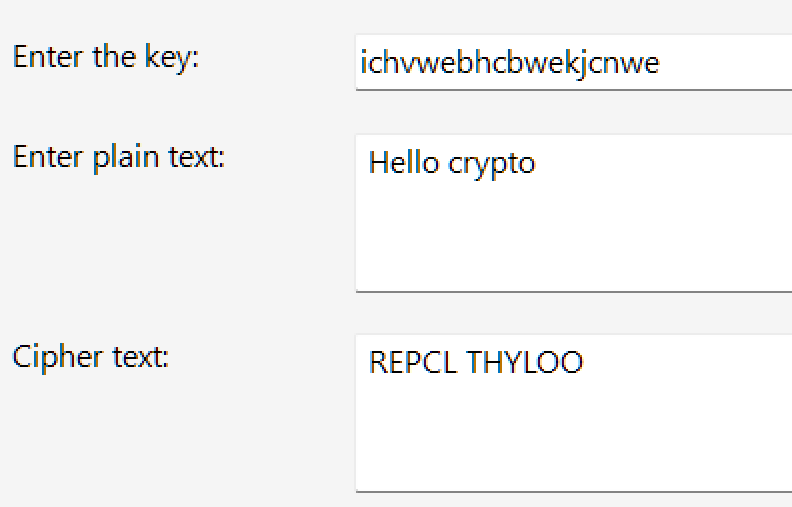 Enter the key:
ichvwebhcbwekjcnwe
Enter plain text:
Hello crypto
Cipher text:
REPCL THYLOO